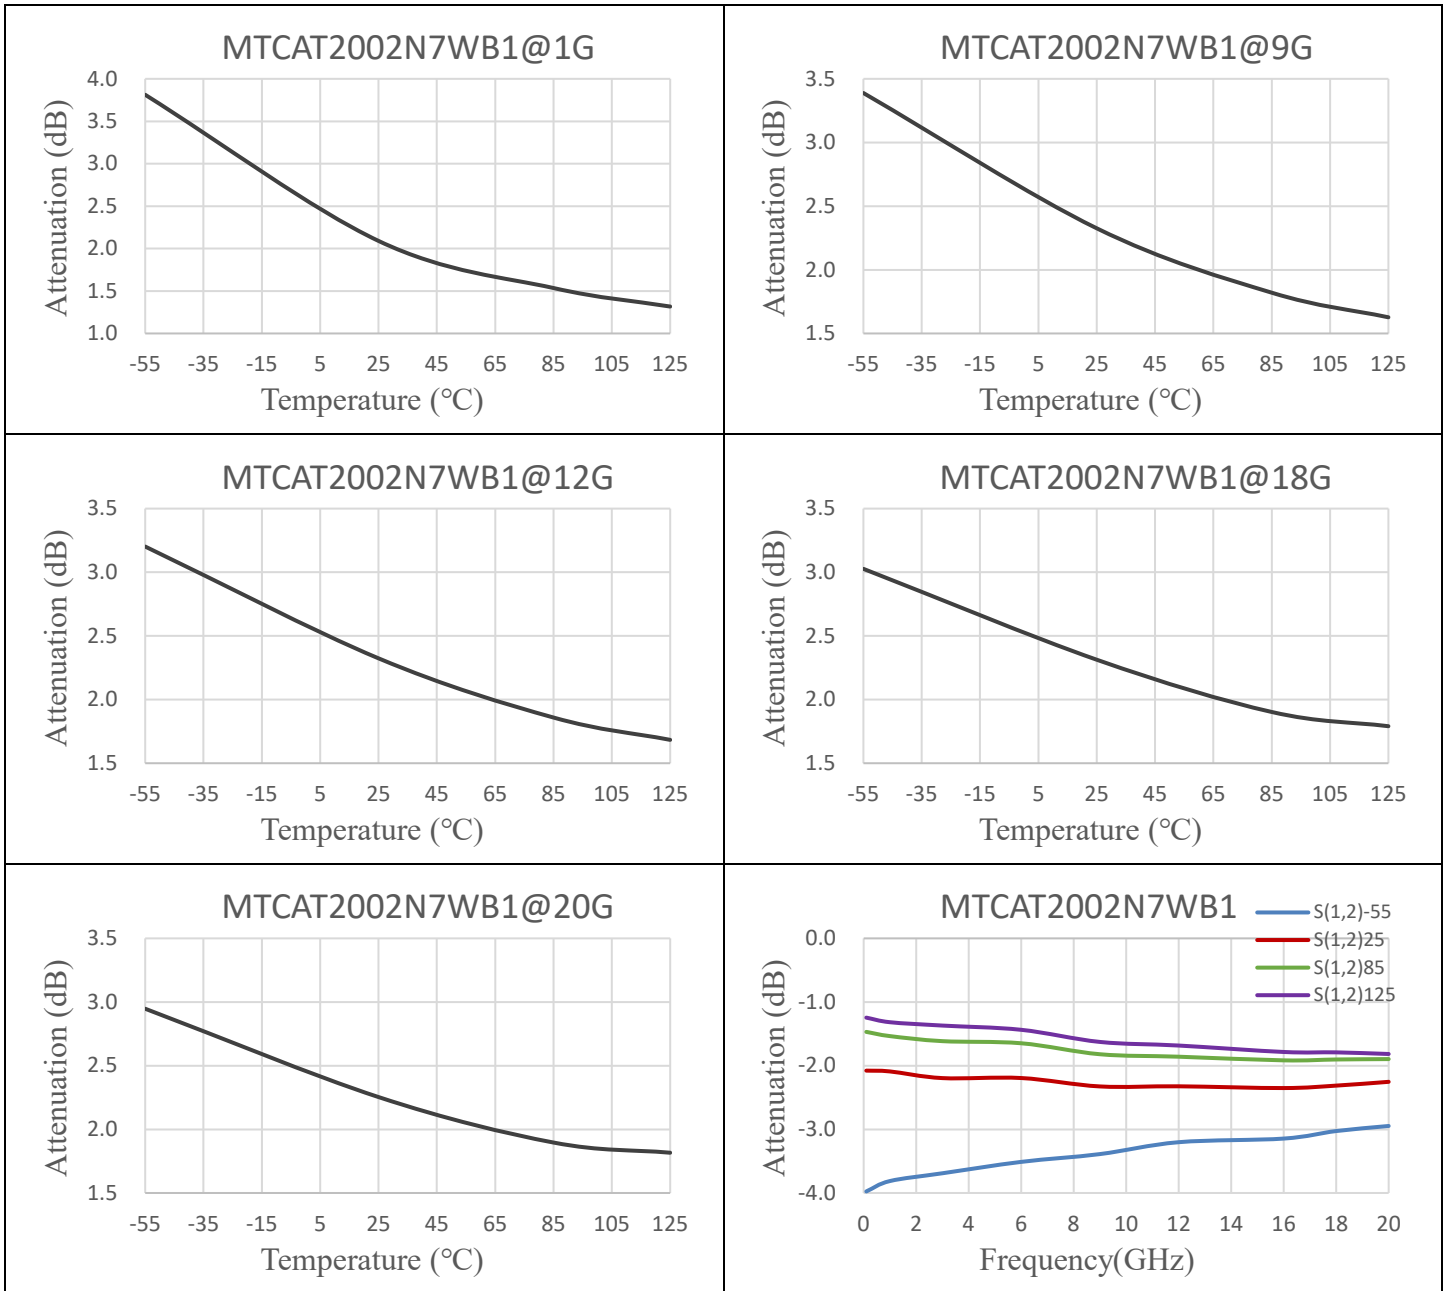 MTCAT2002N7WB1@1G
Attenuation (dB)
4.0
3.5
3.0
2.5
2.0
1.5
1.0
-55 -35 -15 5 25 45 65 85 105 125
Temperature (℃)
MTCAT2002N7WB1@9G
Attenuation (dB)
3.5
3.0
2.5
2.0
1.5
-55 -35 -15 5 25 45 65 85 105 125
Temperature (℃)
MTCAT2002N7WB1@12G
Attenuation (dB)
3.5
3.0
2.5
2.0
1.5
-55 -35 -15 5 25 45 65 85 105 125
Temperature (℃)
MTCAT2002N7WB1@18G
Attenuation (dB)
3.5
3.0
2.5
2.0
1.5
-55 -35 -15 5 25 45 65 85 105 125
Temperature (℃)
MTCAT2002N7WB1@20G
Attenuation (dB)
3.5
3.0
2.5
2.0
1.5
-55 -35 -15 5 25 45 65 85 105 125
Temperature (℃)
MTCAT2002N7WB1
S(1,2)-55
S(1,2)25
S(1,2)85
S(1,2)125
Attenuation (dB)
0.0
-1.0
-2.0
-3.0
-4.0
0 2 4 6 8 10 12 14 16 18 20
Frequency(GHz)